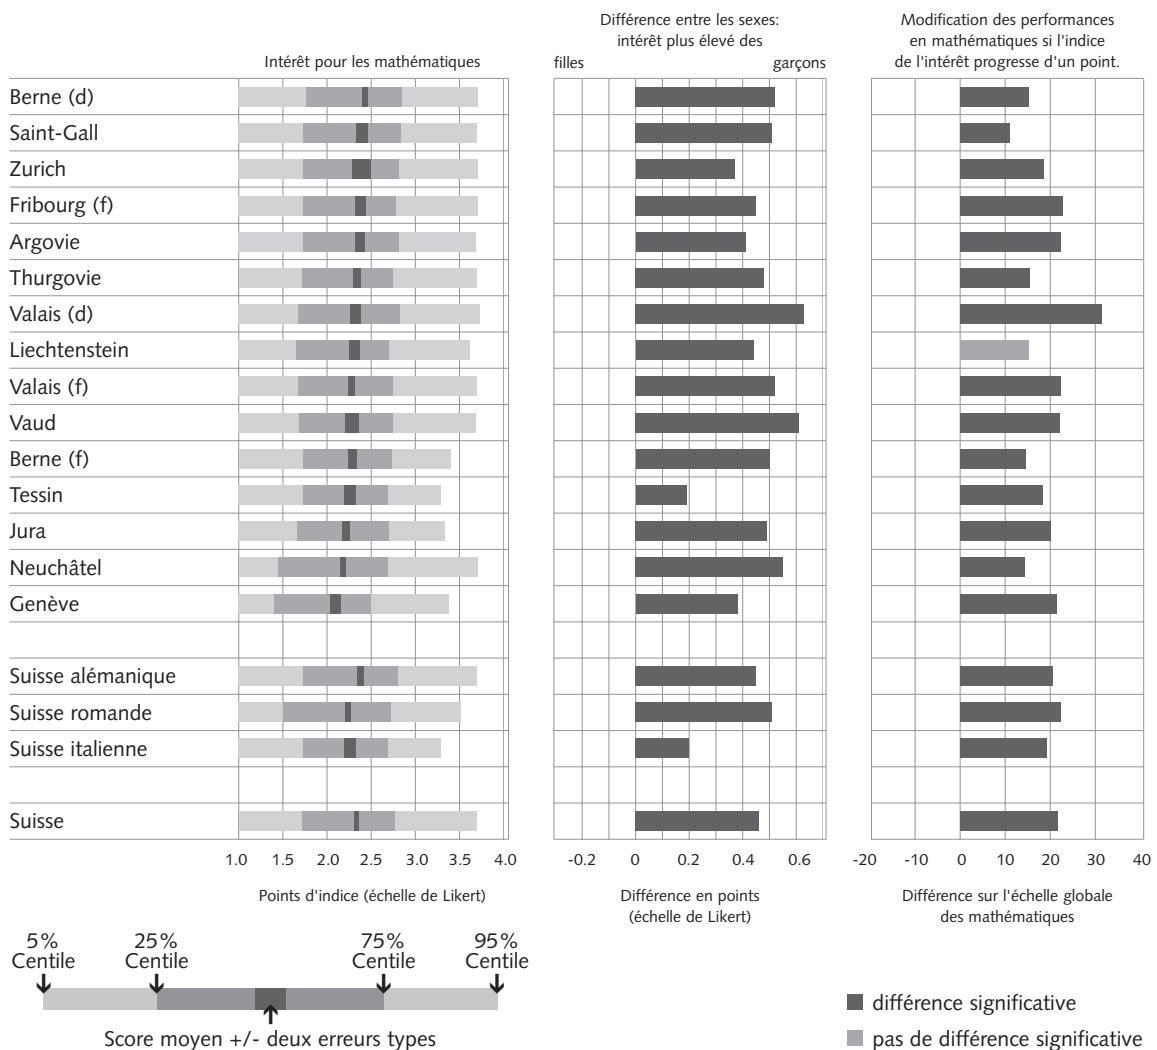 Différence entre les sexes:
intérêt plus élevé des
Modification des performances
en mathématiques si l'indice
de l'intérêt progresse d'un point.
Intérêt pour les mathématiques
filles
garçons
Berne (d)
Saint-Gall
Zurich
Fribourg (f)
Argovie
Thurgovie
Valais (d)
Liechtenstein
Valais (f)
Vaud
Berne (f)
Tessin
Jura
Neuchâtel
Genève
Suisse alémanique
Suisse romande
Suisse italienne
Suisse
1.0 1.5 2.0 2.5 3.0 3.5 4.0
-0.2 0 0.2 0.4 0.6
-20 -10 0 10 20 30 40
Points d'indice (échelle de Likert)
Différence en points
(échelle de Likert)
Différence sur l'échelle globale
des mathématiques
5% 25% 75% 95%
Centile Centile Centile Centile
Score moyen +/- deux erreurs types
différence significative
pas de différence significative